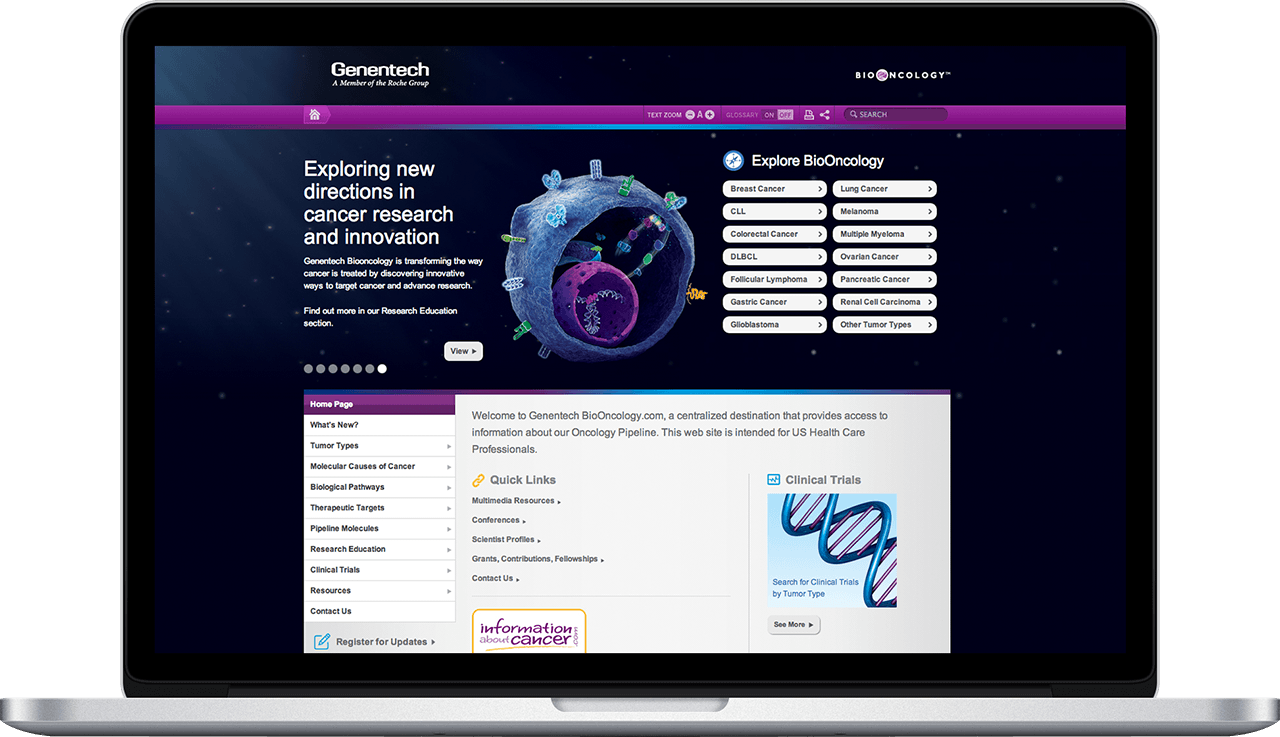 Genentech
A Member of the Roche Group
BIONCOLOGY™
TEXT ZOOM A
GLOSSARY ON OFF
SEARCH
Exploring new
directions in
cancer research
and innovation
Genentech Biooncology is transforming the way
cancer is treated by discovering innovative
ways to target cancer and advance research.
Find out more in our Research Education
section.
View
Explore BioOncology
Breast Cancer
Lung Cancer
CLL
Melanoma
Colorectal Cancer
Multiple Myeloma
DLBCL
Ovarian Cancer
Follicular Lymphoma
Pancreatic Cancer
Gastric Cancer
Renal Cell Carcinoma
Glioblastoma
Other Tumor Types
Home Page
What's New?
Tumor Types
Molecular Causes of Cancer
Biological Pathways
Therapeutic Targets
Pipeline Molecules
Research Education
Clinical Trials
Resources
Contact Us
Register for Updates
Welcome to Genentech BioOncology.com, a centralized destination that provides access to
information about our Oncology Pipeline. This web site is intended for US Health Care
Professionals.
Quick Links
Multimedia Resources
Conferences
Scientist Profiles
Grants, Contributions, Fellowships
Contact Us
information
about cancer.com
Clinical Trials
Search for Clinical Trials
by Tumor Type
See More